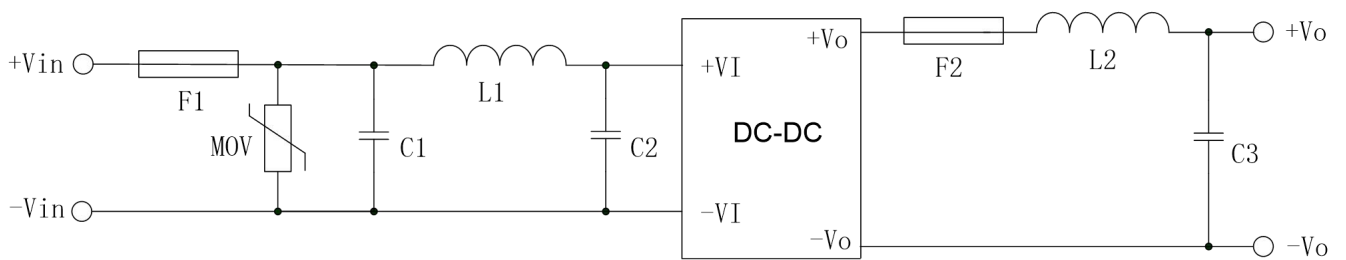 +Vin
F1
MOV
C1
L1
C2
+VI
-VI
DC-DC
+Vo
-Vo
F2
L2
C3
+Vo
-Vo
-Vin